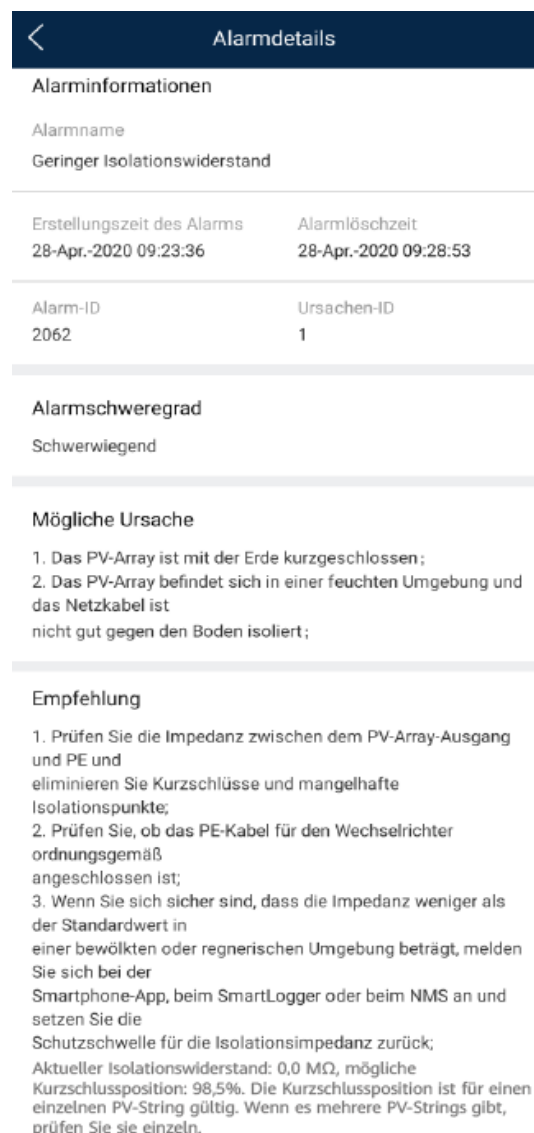 Alarmdetails
Alarminformationen
Alarmname
Geringer Isolationswiderstand
Erstellungszeit des Alarms Alarmlöschzeit
28-Apr.-2020 09:23:36 28-Apr.-2020 09:28:53
Alarm-ID Ursachen-ID
2062 1
Alarmschweregrad
Schwerwiegend
Mögliche Ursache
1. Das PV-Array ist mit der Erde kurzgeschlossen;
2. Das PV-Array befindet sich in einer feuchten Umgebung und
das Netzkabel ist
nicht gut gegen den Boden isoliert;
Empfehlung
1. Prüfen Sie die Impedanz zwischen dem PV-Array-Ausgang
und PE und
eliminieren Sie Kurzschlüsse und mangelhafte
Isolationspunkte;
2. Prüfen Sie, ob das PE-Kabel für den Wechselrichter
ordnungsgemäß
angeschlossen ist;
3. Wenn Sie sich sicher sind, dass die Impedanz weniger als
der Standardwert in
einer bewölkten oder regnerischen Umgebung beträgt, melden
Sie sich bei der
Smartphone-App, beim SmartLogger oder beim NMS an und
setzen Sie die
Schutzschwelle für die Isolationsimpedanz zurück;
Aktueller Isolationswiderstand: 0,0 MΩ, mögliche
Kurzschlussposition: 98,5%. Die Kurzschlussposition ist für einen
einzelnen PV-String gültig. Wenn es mehrere PV-Strings gibt,
prüfen Sie sie einzeln.